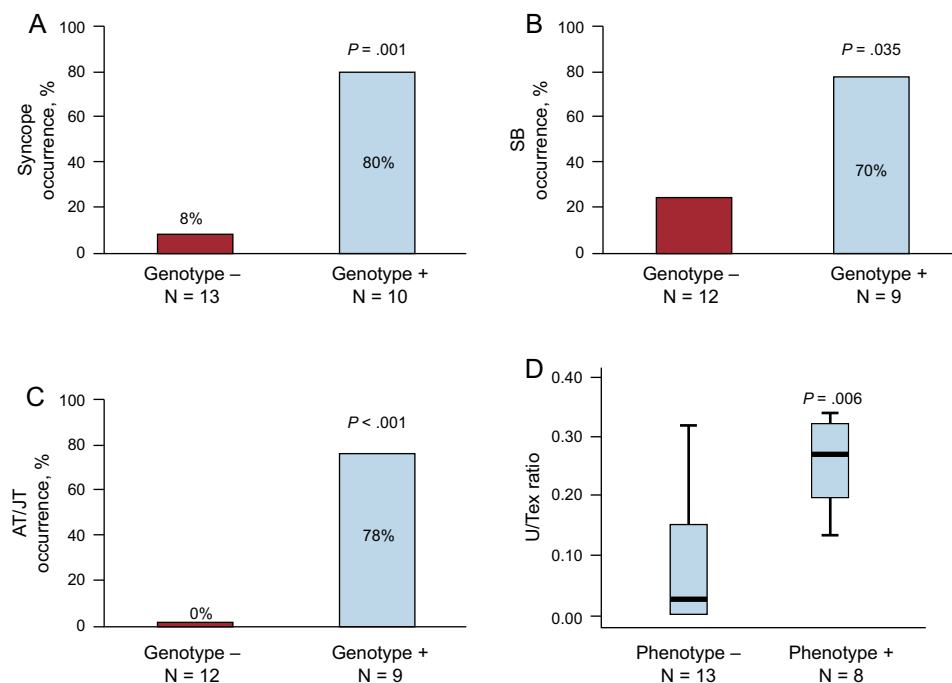 A
Syncope
occurrence, %
100
80
60
40
20
0
P = .001
8%
80%
Genotype –
N = 13
Genotype +
N = 10
B
SB
occurrence, %
100
80
60
40
20
0
P = .035
70%
Genotype –
N = 12
Genotype +
N = 9
C
AT/JT
occurrence, %
100
80
60
40
20
0
P < .001
0%
78%
Genotype –
N = 12
Genotype +
N = 9
D
U/Tex ratio
0.40
0.30
0.20
0.10
0.00
P = .006
Phenotype –
N = 13
Phenotype +
N = 8